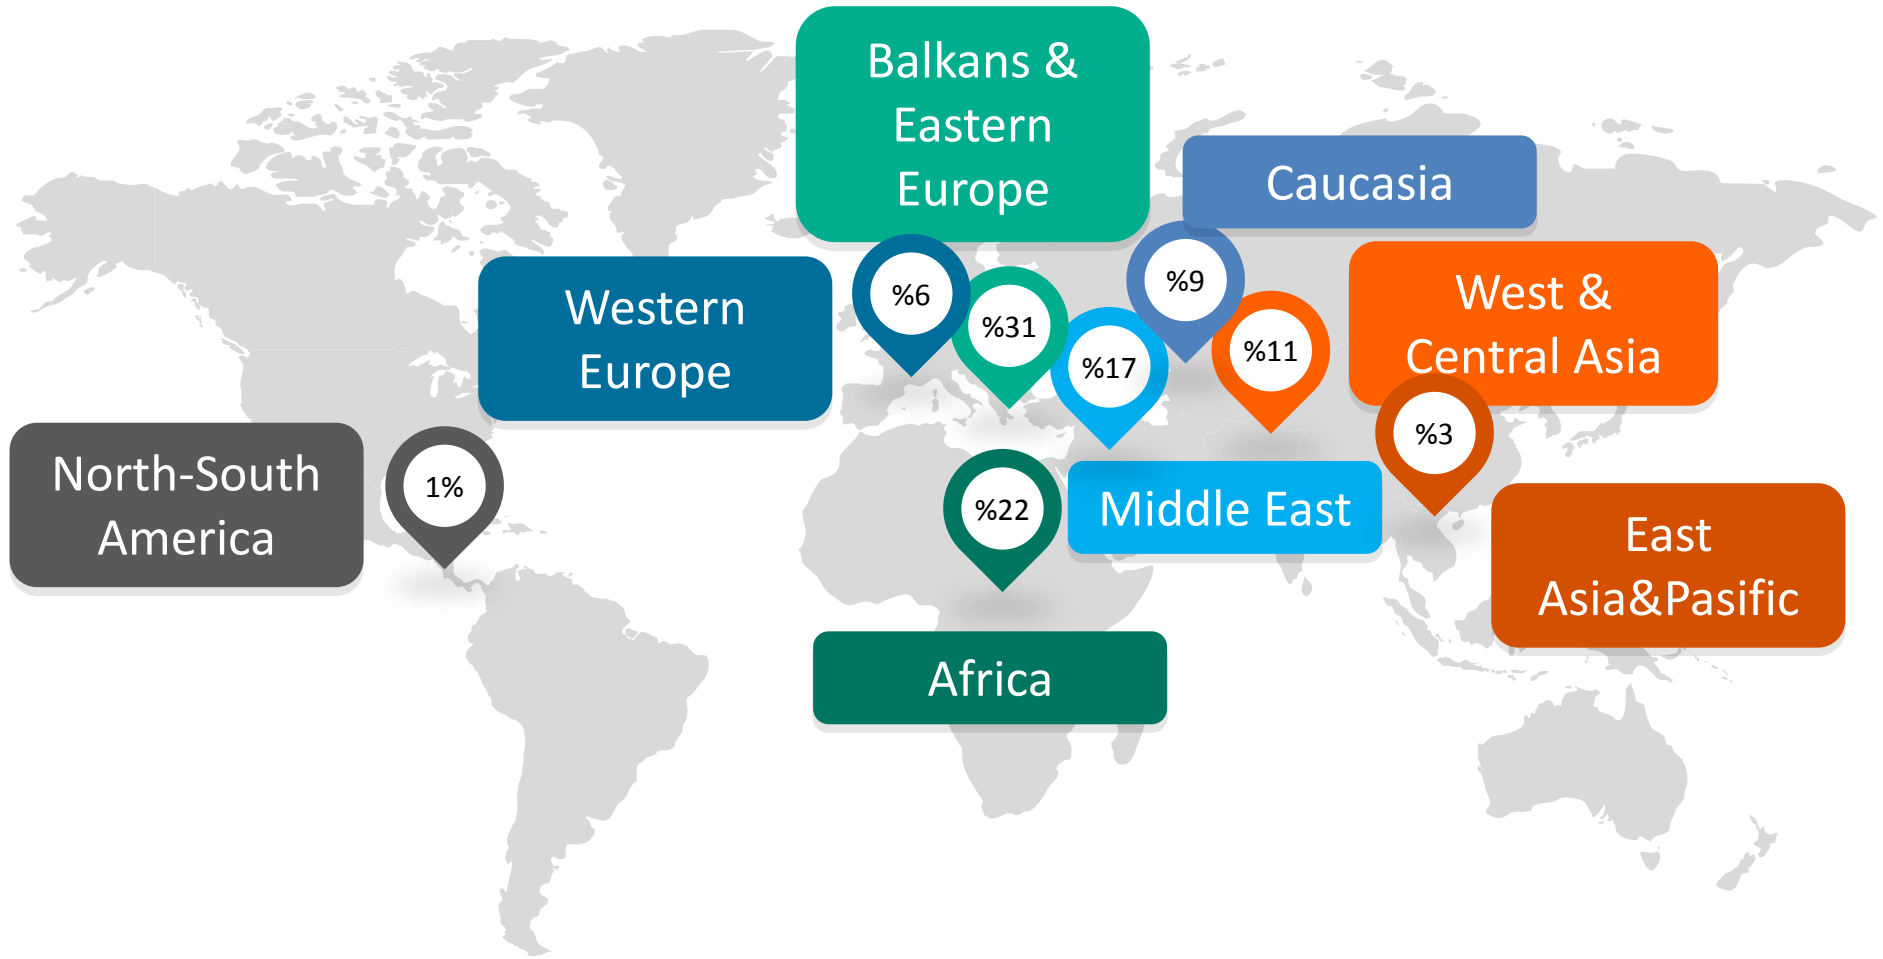 Balkans &
Eastern
Europe
Caucasia
Western
Europe
West &
Central Asia
%6
%31
%17
%9
%11
%3
North-South
America
1%
%22
Middle East
East
Asia&Pasific
Africa